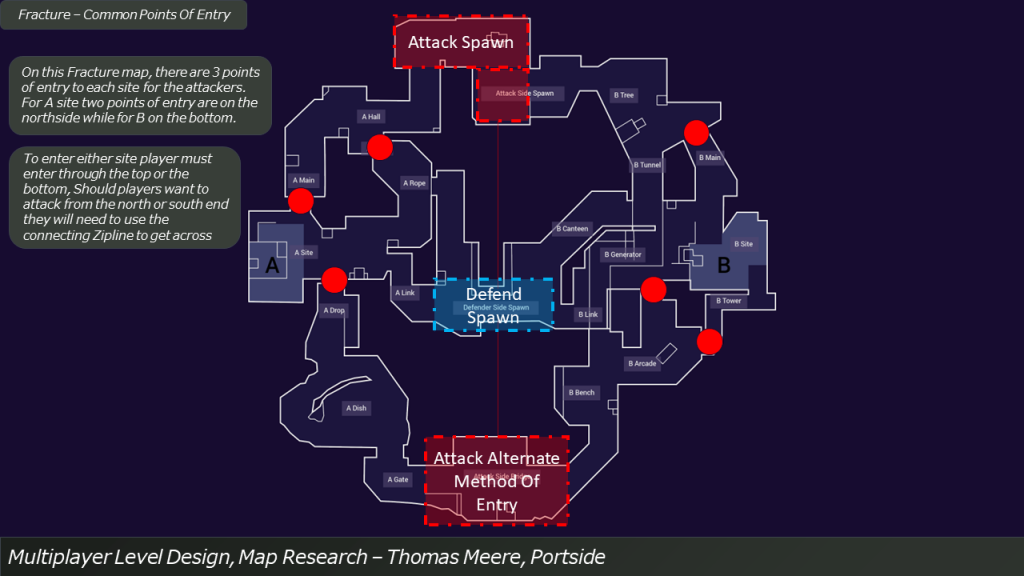 Fracture – Common Points Of Entry
On this Fracture map, there are 3 points
of entry to each site for the attackers.
For A site two points of entry are on the
northside while for B on the bottom.
To enter either site player must
enter through the top or the
bottom, Should players want to
attack from the north or south end
they will need to use the
connecting Zipline to get across
Attack Spawn
Attack Side Spawn
B Tree
A Hall
B Tunnel
B Main
A Main
A Rope
B Canteen
B Site
A Site
B Generator
A
B
A Link
Defend
Defender Side Spawn
Spawn
B Tower
A Drop
B Link
B Arcade
B Bench
A Dish
Attack Alternate
Method Of
Entry
A Gate
Multiplayer Level Design, Map Research – Thomas Meere, Portside